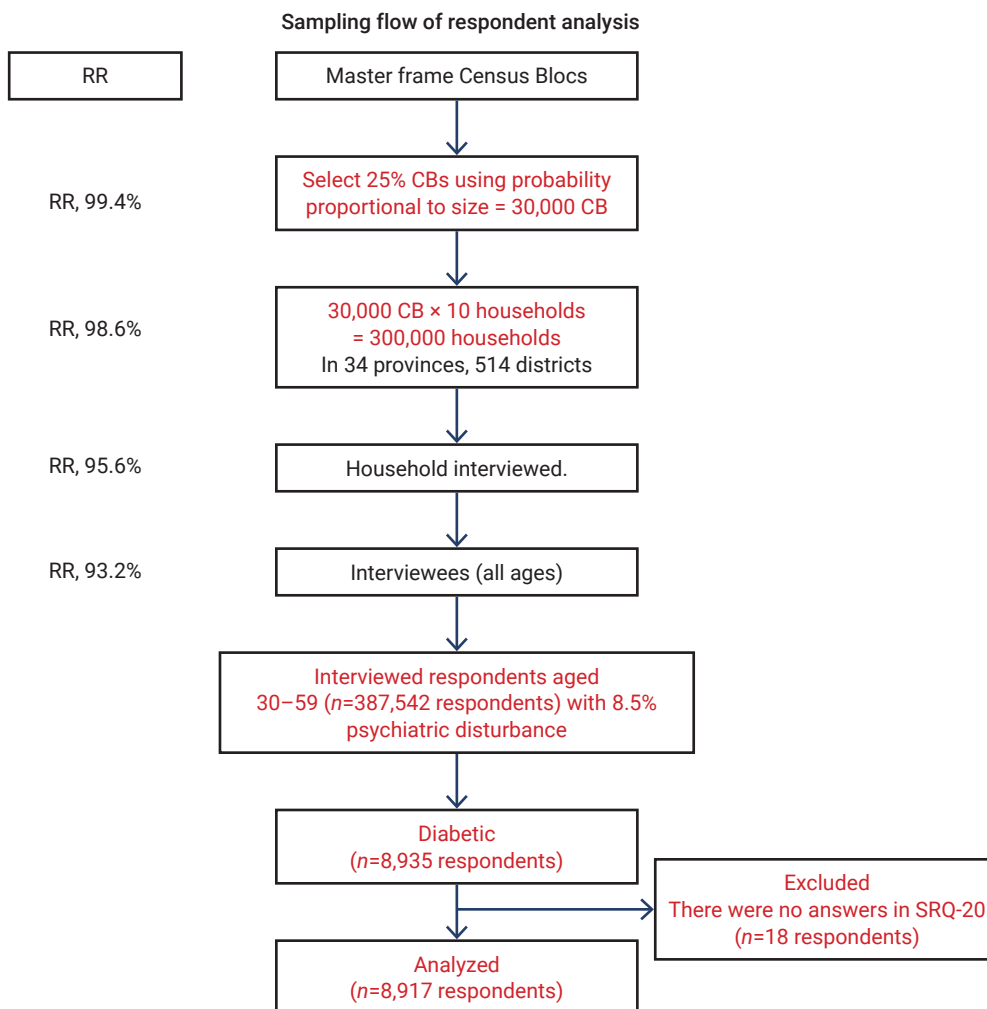 Sampling flow of respondent analysis
RR
Master frame Census Blocs
RR, 99.4%
Select 25% CBs using probability
proportional to size = 30,000 CB
RR, 98.6%
30,000 CB × 10 households
= 300,000 households
In 34 provinces, 514 districts
RR, 95.6%
Household interviewed.
RR, 93.2%
Interviewees (all ages)
Interviewed respondents aged
30–59 (n=387,542 respondents) with 8.5%
psychiatric disturbance
Diabetic
(n=8,935 respondents)
Excluded
There were no answers in SRQ-20
(n=18 respondents)
Analyzed
(n=8,917 respondents)